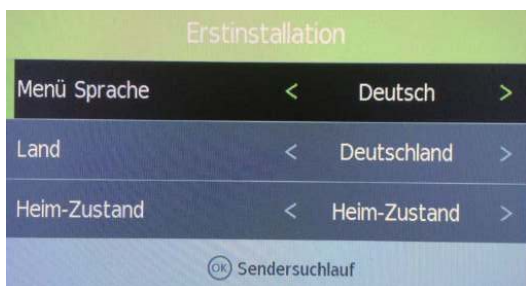 Erstinstallation
Menü Sprache < Deutsch >
Land < Deutschland >
Heim-Zustand < Heim-Zustand >
OK Sendersuchlauf